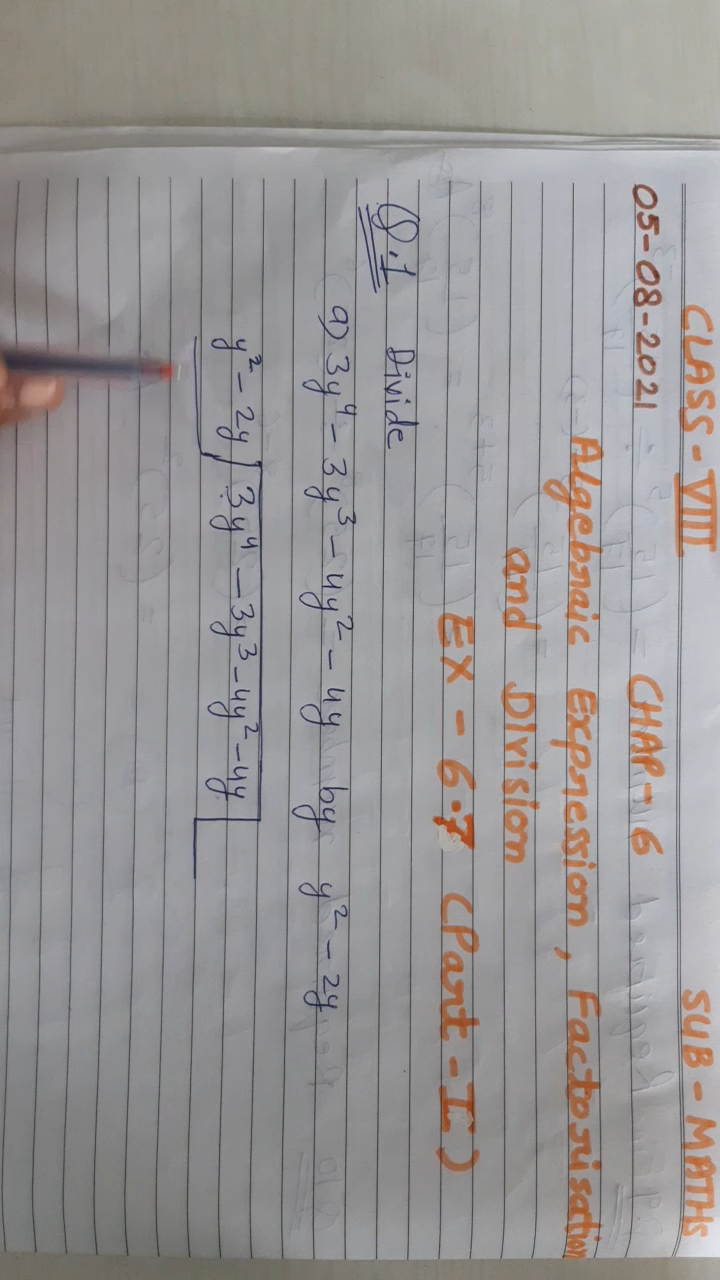 CLASS - VIII SUB - MATHS
05-08-2021 CHAP - 6
Algebraic Expression, Factorisation
and Division
EX - 6.7 (Part - I)
Q.1 Divide
a) 3y⁴ - 3y³ - 4y² - 4y by y² - 2y
y² - 2y) 3y⁴ - 3y³ - 4y² - 4y